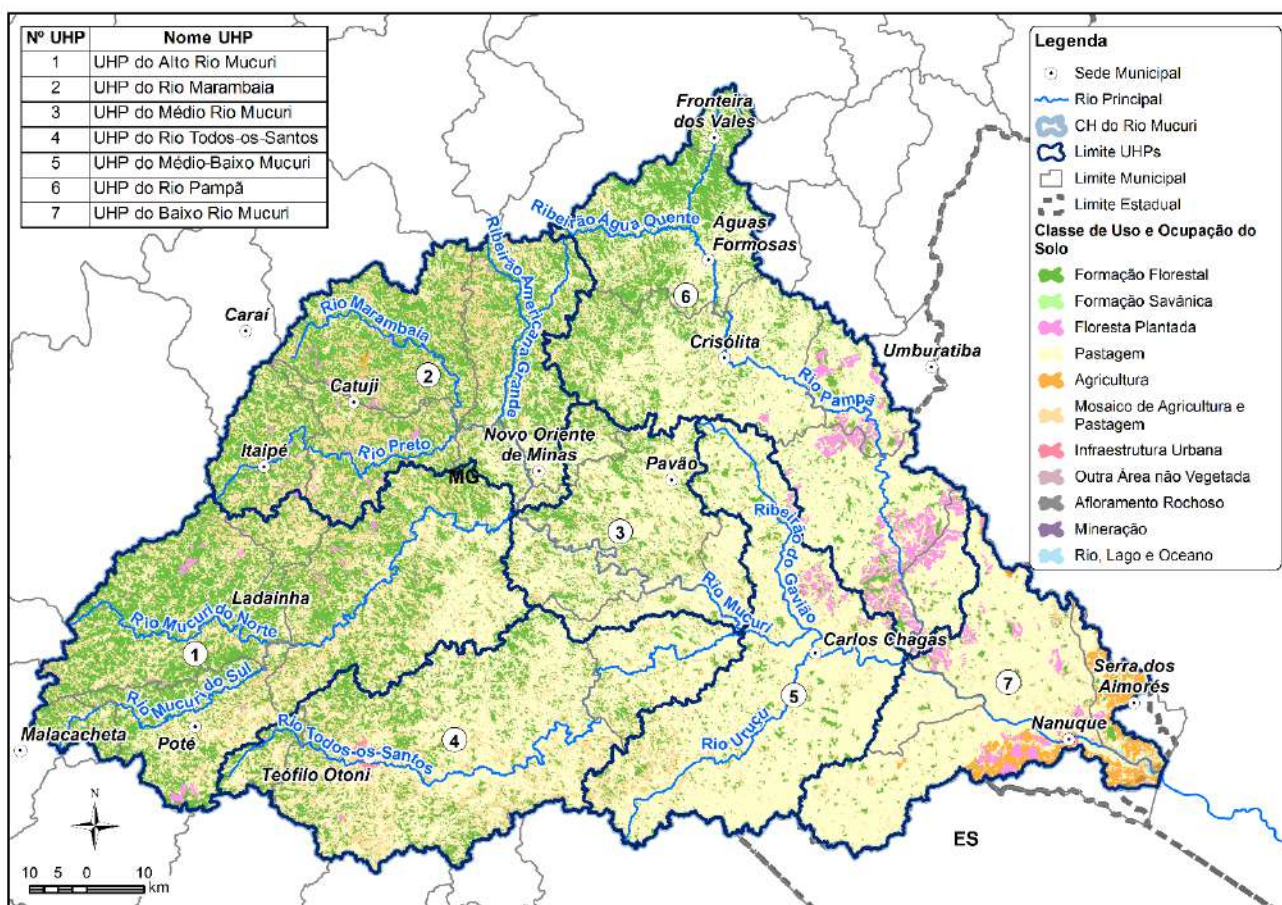 Nº UHP Nome UHP
1 UHP do Alto Rio Mucuri
2 UHP do Rio Marambaia
3 UHP do Médio Rio Mucuri
4 UHP do Rio Todos-os-Santos
5 UHP do Médio-Baixo Mucuri
6 UHP do Rio Pampã
7 UHP do Baixo Rio Mucuri
Legenda
Sede Municipal
Rio Principal
CH do Rio Mucuri
Limite UHPs
Limite Municipal
Limite Estadual
Classe de Uso e Ocupação do
Solo
Formação Florestal
Formação Savânica
Floresta Plantada
Pastagem
Agricultura
Mosaico de Agricultura e
Pastagem
Infraestrutura Urbana
Outra Área não Vegetada
Afloramento Rochoso
Mineração
Rio, Lago e Oceano
Fronteira
dos Vales
Ribeirão Água Quente
Águas
Formosas
Ribeirão Americana Grande
6
Rio Marambaia
Caraí
Crisólita
Umburatiba
2
Catuji
Rio Pampã
Novo Oriente
de Minas
Rio Preto
Itaipé
Pavão
MG
Ribeirão do Gavião
3
Ladainha
Rio Mucuri do Norte
Rio Mucuri
1
Carlos Chagas
Serra dos
Aimorés
Rio Mucuri do Sul
5
7
Malacacheta
Poté
4
Nanuque
Rio Todos-os-Santos
Rio Uruçu
Teófilo Otoni
N
ES
10 5 0 10
km